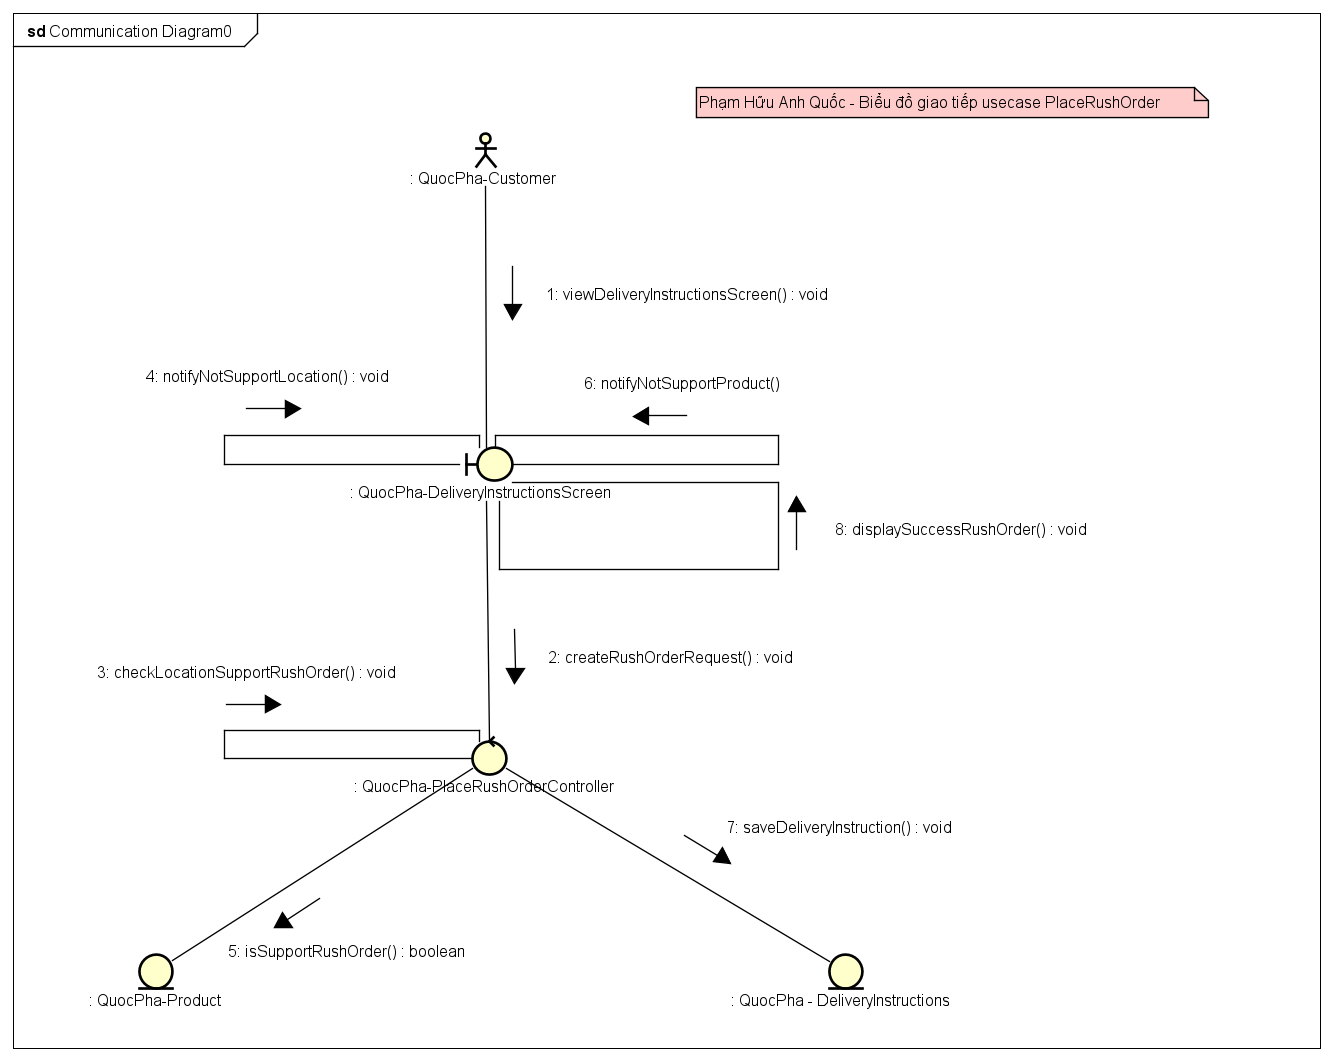 sd Communication Diagram0
Phạm Hữu Anh Quốc - Biểu đồ giao tiếp usecase PlaceRushOrder
: QuocPha-Customer
1: viewDeliveryInstructionsScreen() : void
4: notifyNotSupportLocation() : void
6: notifyNotSupportProduct()
: QuocPha-DeliveryInstructionsScreen
8: displaySuccessRushOrder() : void
2: createRushOrderRequest() : void
3: checkLocationSupportRushOrder() : void
: QuocPha-PlaceRushOrderController
7: saveDeliveryInstruction() : void
5: isSupportRushOrder() : boolean
: QuocPha-Product
: QuocPha - DeliveryInstructions